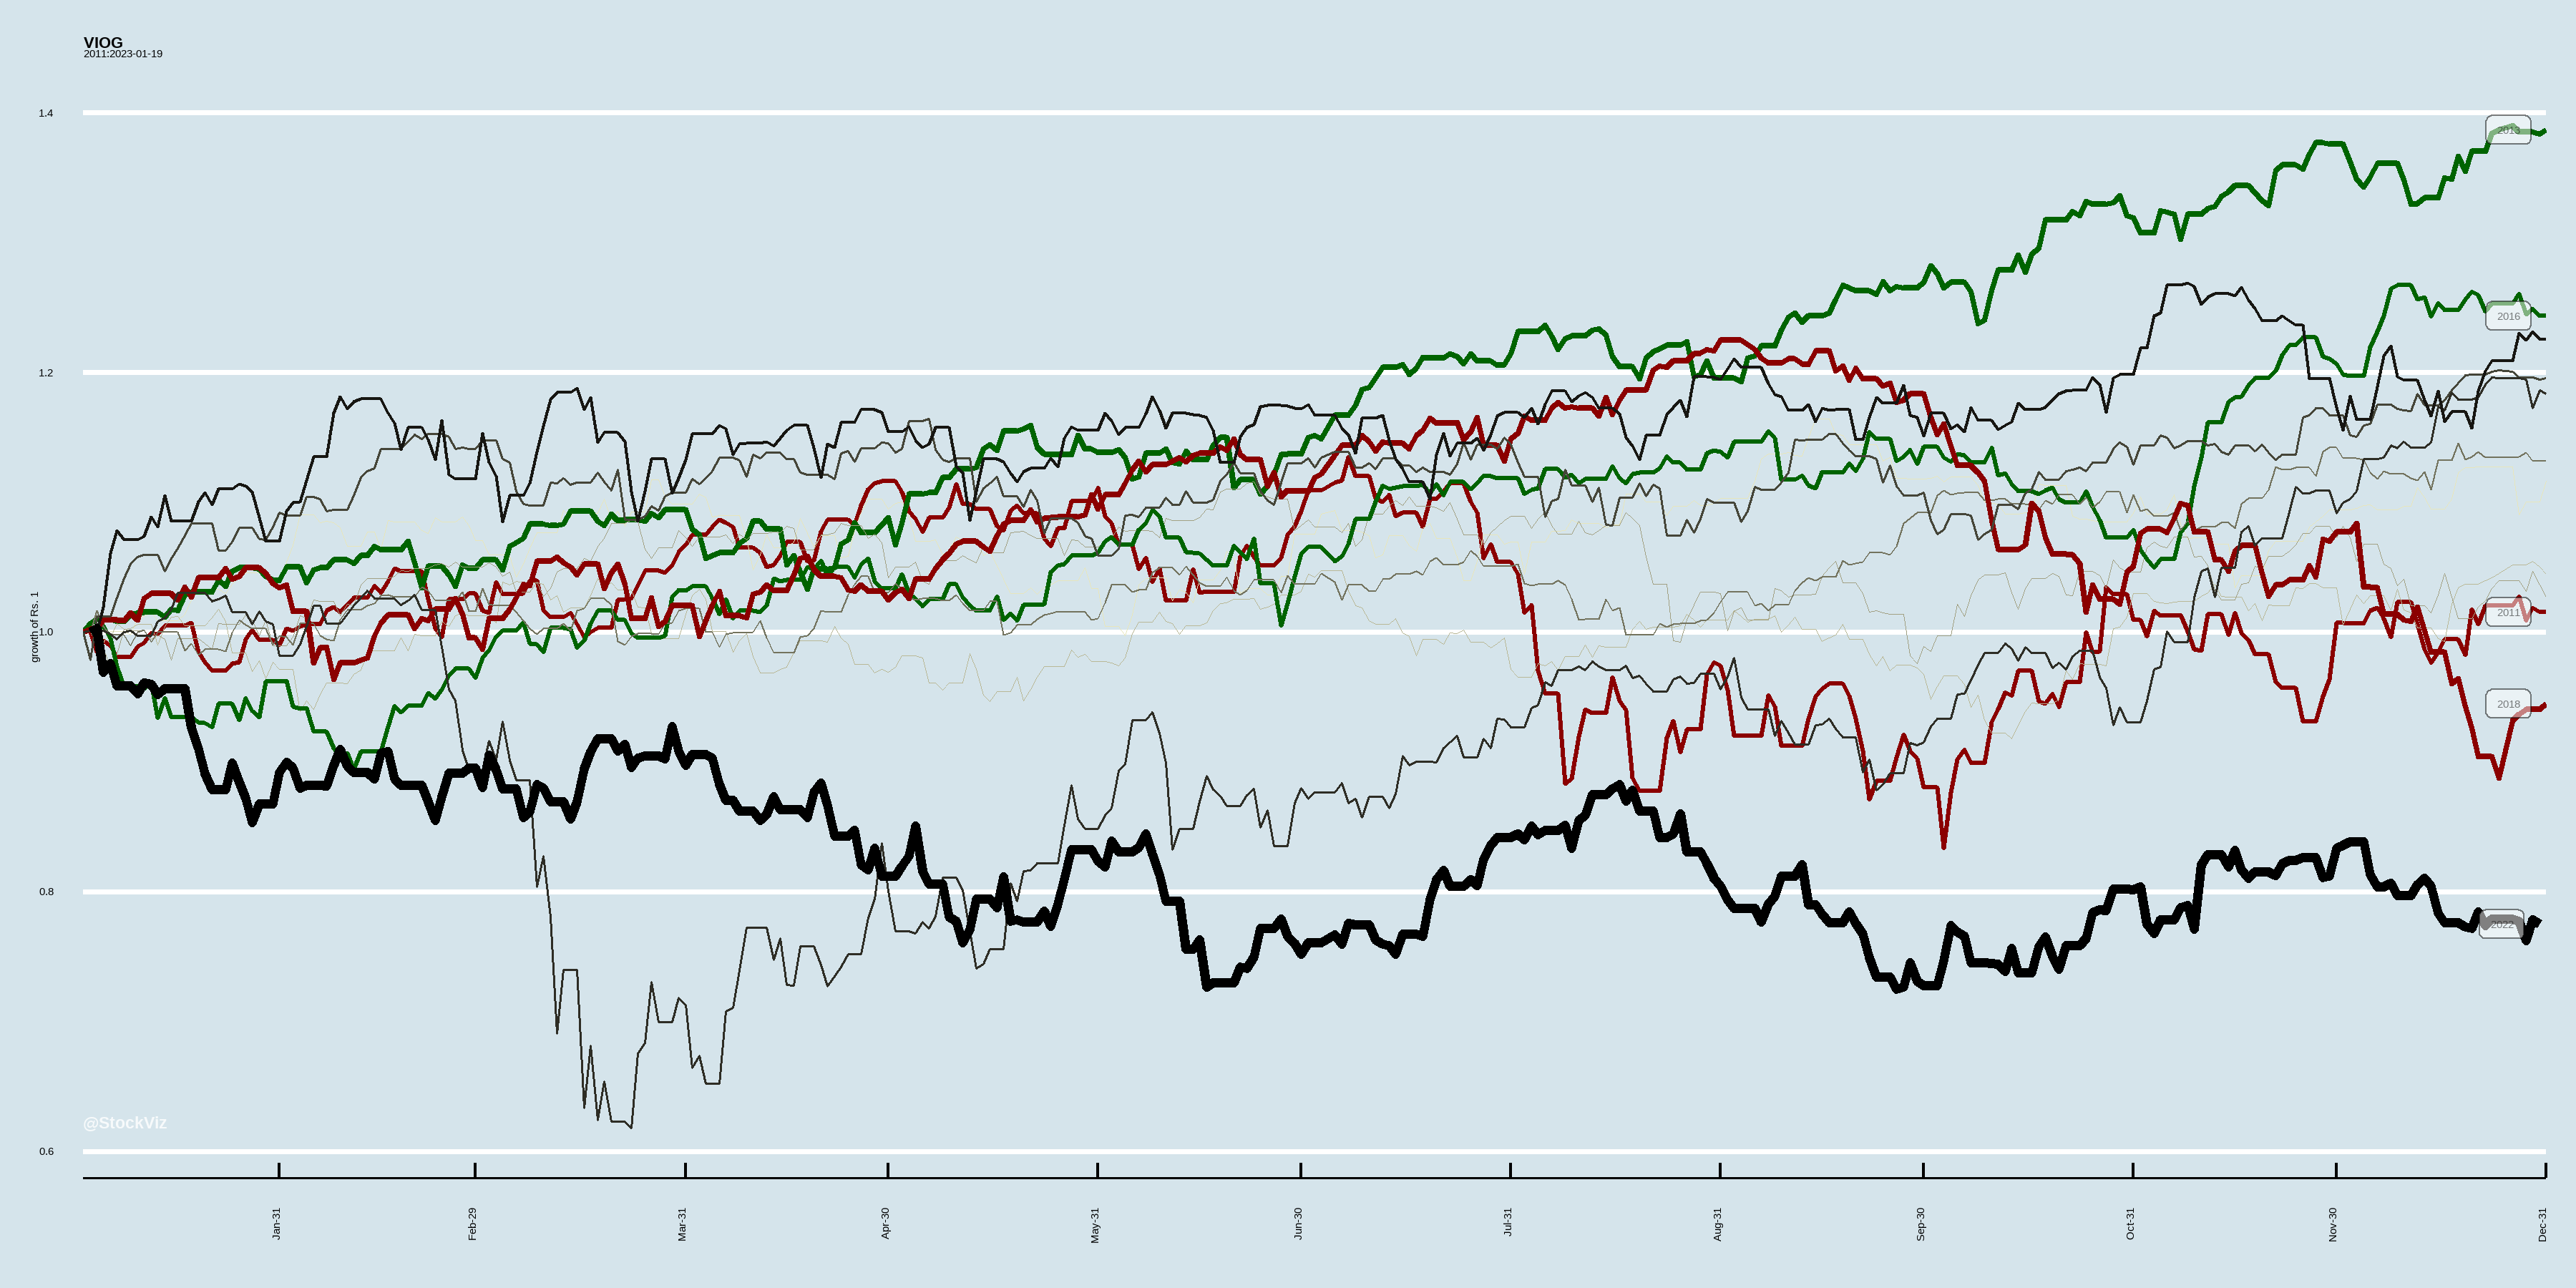 VIOG
2011:2023-01-19
1.4
1.2
1.0
0.8
0.6
growth of Rs. 1
2013
2016
2011
2018
2022
@StockViz
Jan-31
Feb-29
Mar-31
Apr-30
May-31
Jun-30
Jul-31
Aug-31
Sep-30
Oct-31
Nov-30
Dec-31